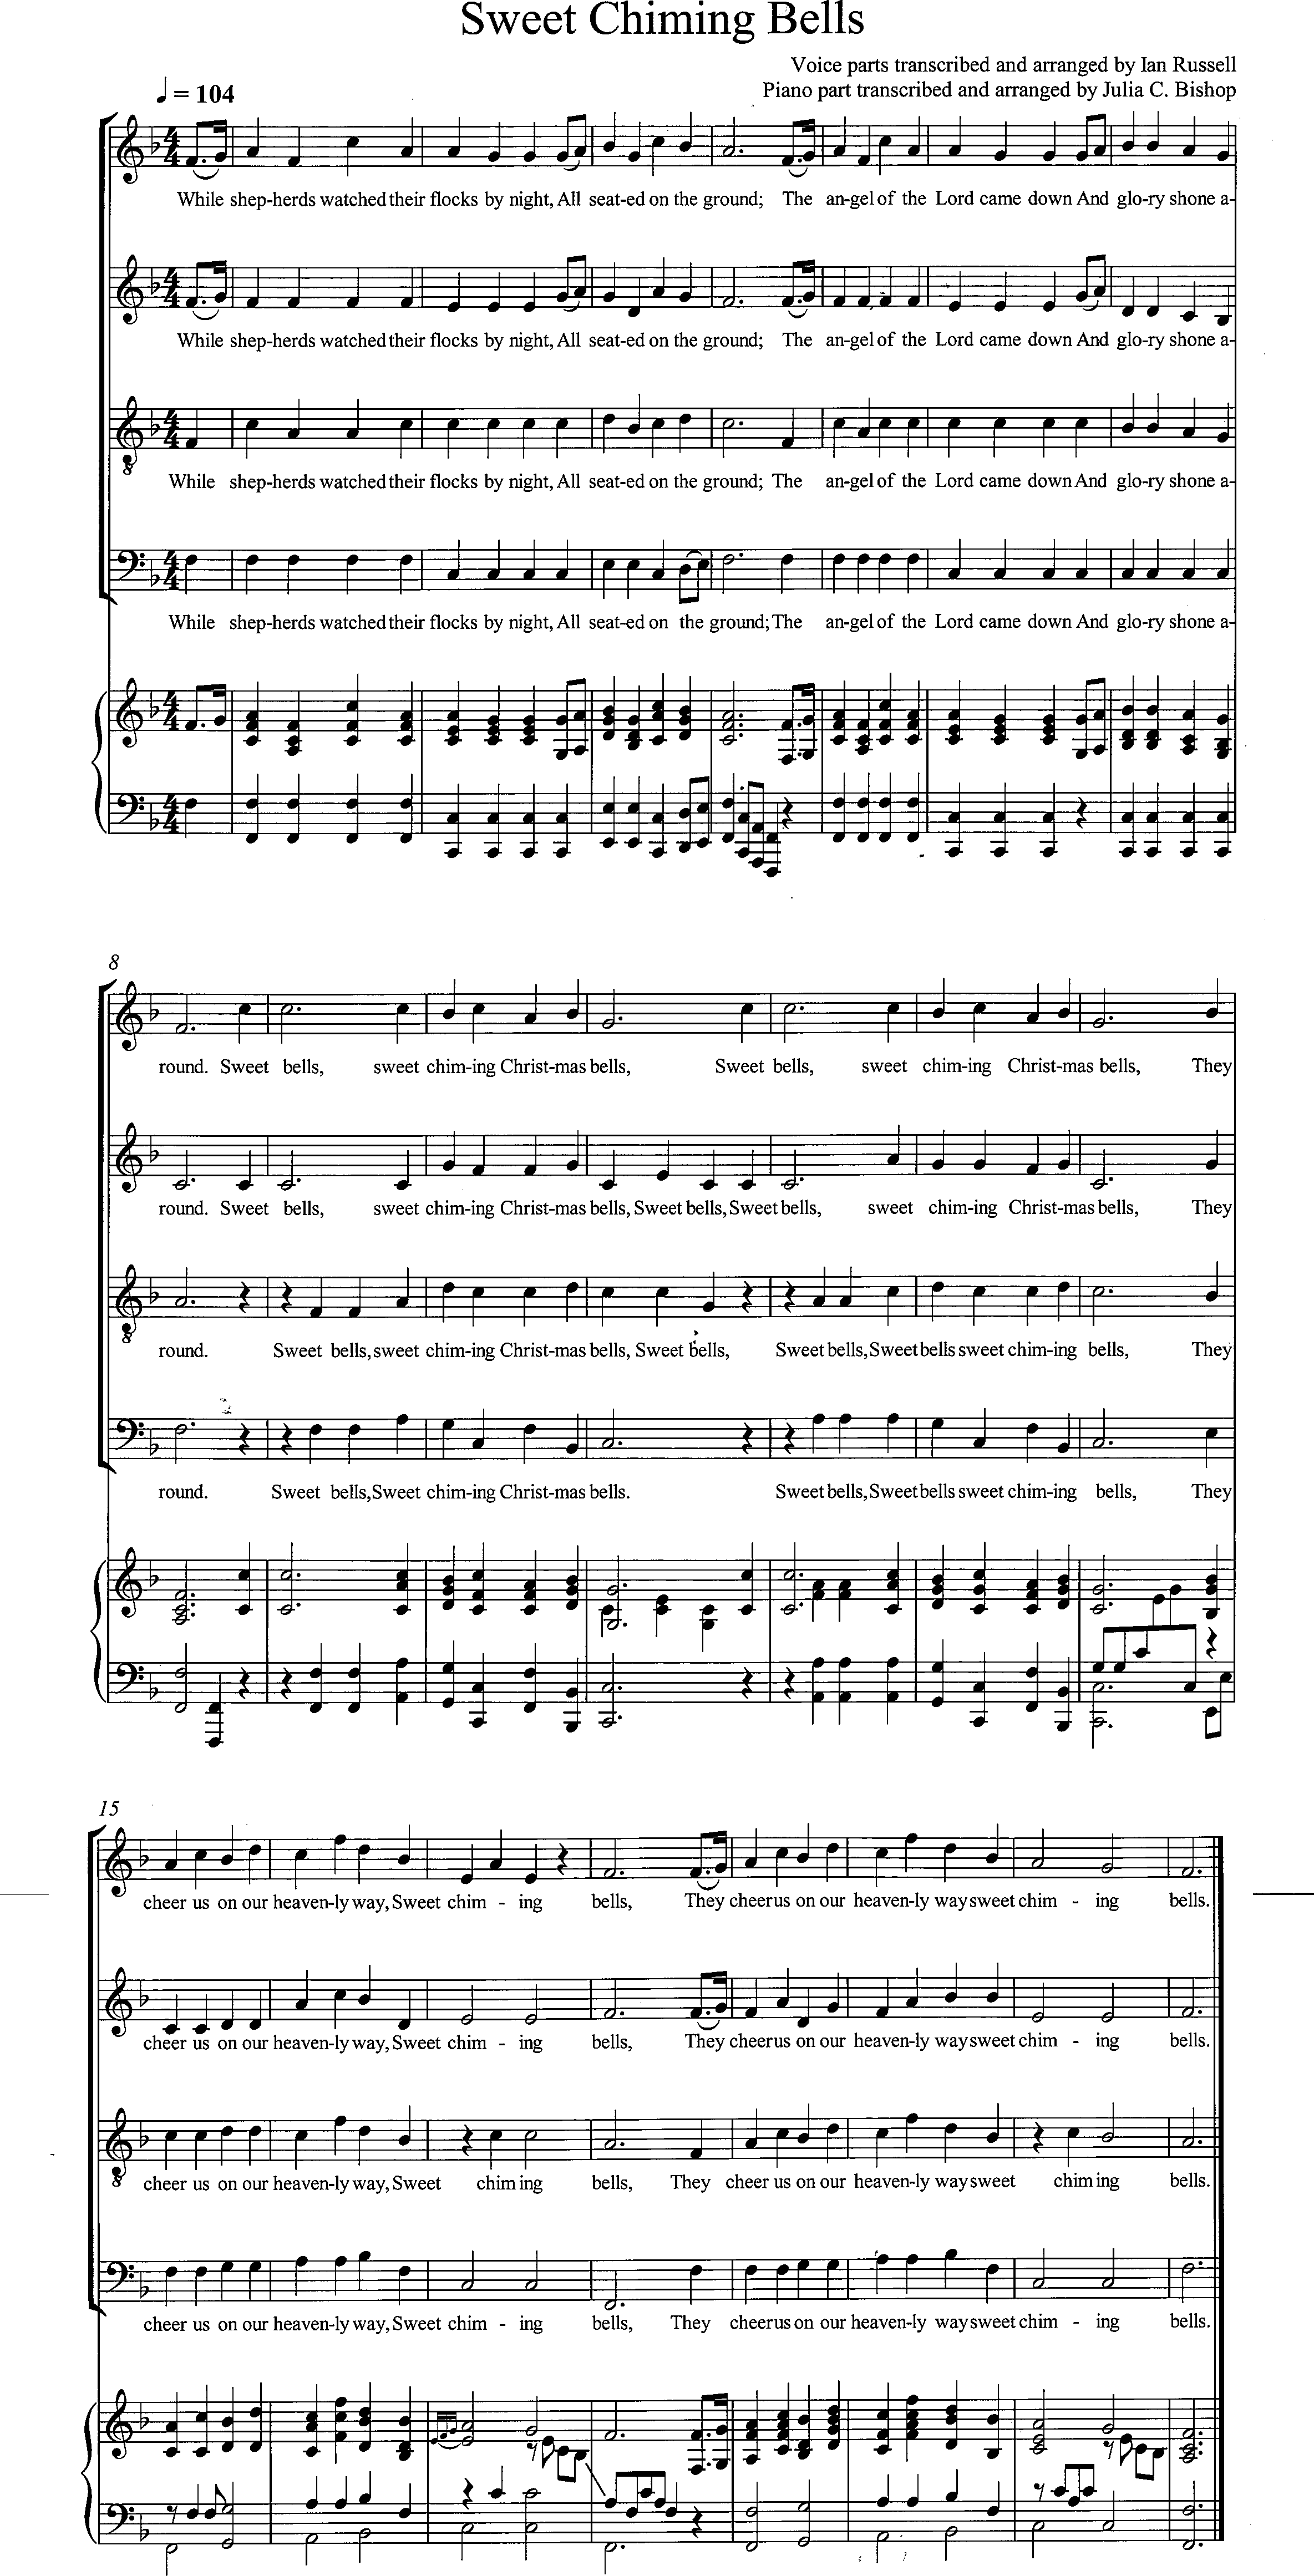 Sweet Chiming Bells
Voice parts transcribed and arranged by Ian Russell
= 104
Piano part transcribed and arranged by Julia C. Bishop
While shep-herds watched their flocks by night, All seat-ed on the ground; The an-gel of the Lord came down And glo-ry shone a-
While shep-herds watched their flocks by night, All seat-ed on the ground; The an-gel of the Lord came down And glo-ry shone a-
While shep-herds watched their flocks by night, All seat-ed on the ground; The an-gel of the Lord came down And glo-ry shone a-
While shep-herds watched their flocks by night, All seat-ed on the ground; The an-gel of the Lord came down And glo-ry shone a-
8
round. Sweet bells, sweet chim-ing Christ-mas bells, Sweet bells, sweet chim-ing Christ-mas bells, They
round. Sweet bells, sweet chim-ing Christ-mas bells, Sweet bells, Sweet bells, sweet chim-ing Christ-mas bells, They
round. Sweet bells, sweet chim-ing Christ-mas bells, Sweet bells, Sweet bells, Sweet bells sweet chim-ing bells, They
round. Sweet bells, Sweet chim-ing Christ-mas bells. Sweet bells, Sweet bells sweet chim-ing bells, They
15
cheer us on our heaven-ly way, Sweet chim - ing bells, They cheer us on our heaven-ly way sweet chim - ing bells.
cheer us on our heaven-ly way, Sweet chim - ing bells, They cheer us on our heaven-ly way sweet chim - ing bells.
cheer us on our heaven-ly way, Sweet chim ing bells, They cheer us on our heaven-ly way sweet chim ing bells.
cheer us on our heaven-ly way, Sweet chim - ing bells, They cheer us on our heaven-ly way sweet chim - ing bells.